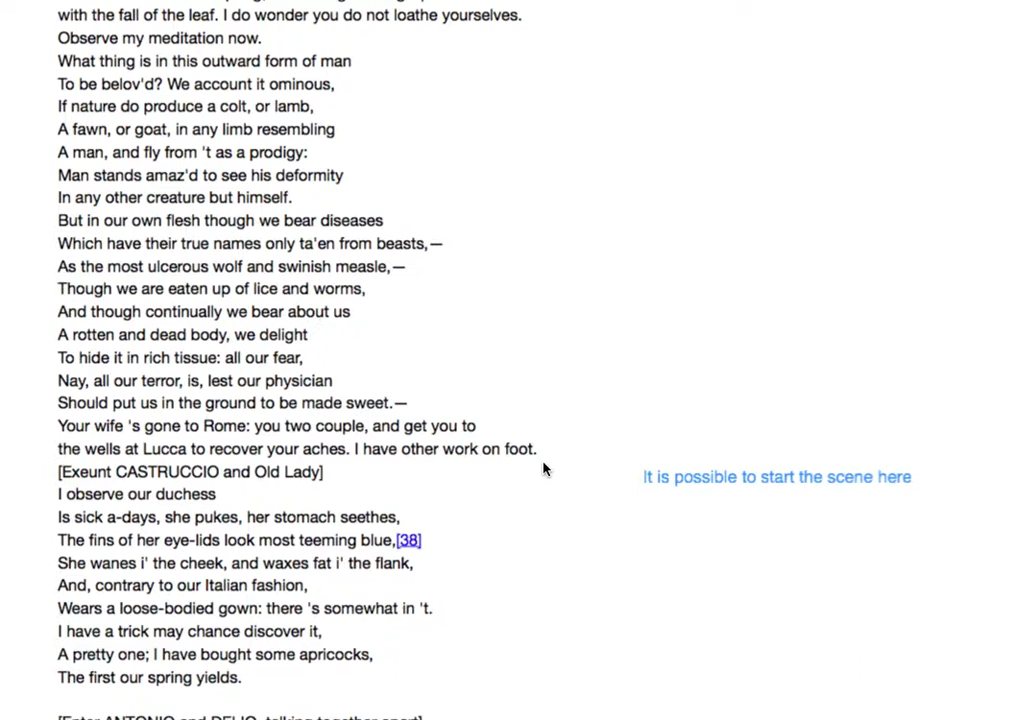 with the fall of the leaf. I do wonder you do not loathe yourselves.
Observe my meditation now.
What thing is in this outward form of man
To be belov'd? We account it ominous,
If nature do produce a colt, or lamb,
A fawn, or goat, in any limb resembling
A man, and fly from 't as a prodigy:
Man stands amaz'd to see his deformity
In any other creature but himself.
But in our own flesh though we bear diseases
Which have their true names only ta'en from beasts,—
As the most ulcerous wolf and swinish measle,—
Though we are eaten up of lice and worms,
And though continually we bear about us
A rotten and dead body, we delight
To hide it in rich tissue: all our fear,
Nay, all our terror, is, lest our physician
Should put us in the ground to be made sweet.—
Your wife 's gone to Rome: you two couple, and get you to
the wells at Lucca to recover your aches. I have other work on foot.
[Exeunt CASTRUCCIO and Old Lady]
It is possible to start the scene here
I observe our duchess
Is sick a-days, she pukes, her stomach seethes,
The fins of her eye-lids look most teeming blue,[38]
She wanes i' the cheek, and waxes fat i' the flank,
And, contrary to our Italian fashion,
Wears a loose-bodied gown: there 's somewhat in 't.
I have a trick may chance discover it,
A pretty one; I have bought some apricocks,
The first our spring yields.
[Enter ANTONIO and DELIO, talking together apart]